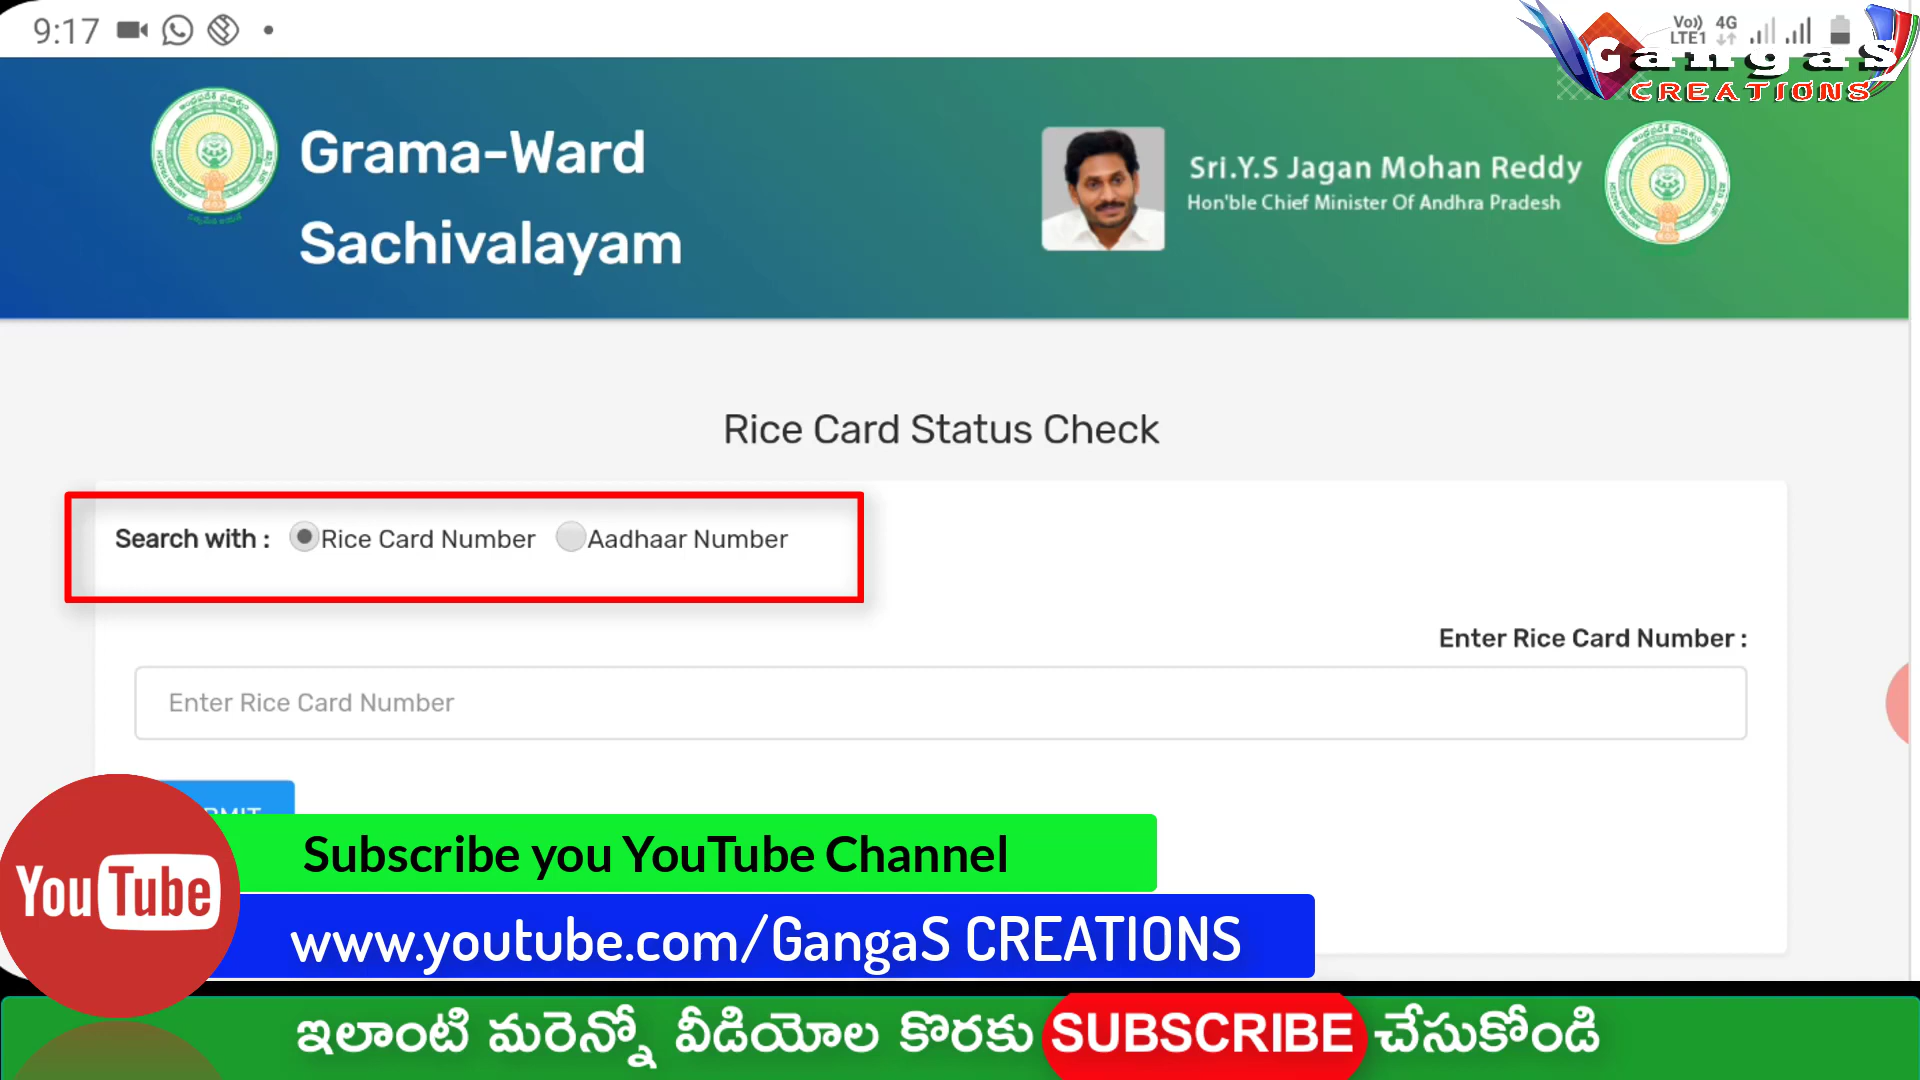 9:17
Vo)) 4G
LTE1
GangaS
CREATIONS
Grama-Ward
Sachivalayam
Sri.Y.S Jagan Mohan Reddy
Hon'ble Chief Minister Of Andhra Pradesh
Rice Card Status Check
Search with : Rice Card Number Aadhaar Number
Enter Rice Card Number :
Enter Rice Card Number
YouTube
Subscribe you YouTube Channel
www.youtube.com/GangaS CREATIONS
ఇలాంటి మరెన్నో వీడియోల కొరకు SUBSCRIBE చేసుకోండి